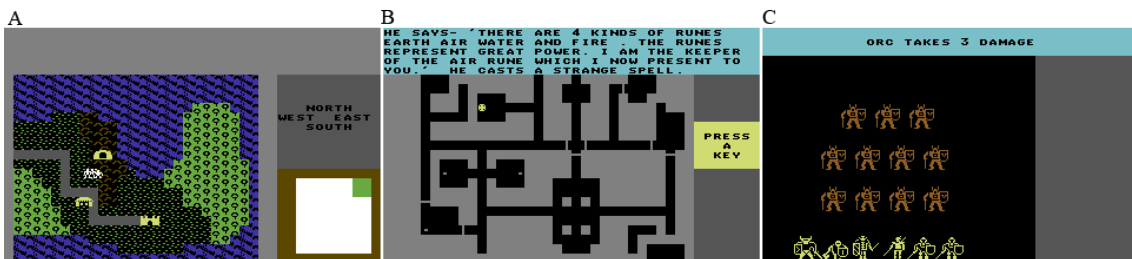 A
NORTH
WEST EAST
SOUTH
B
HE SAYS- 'THERE ARE 4 KINDS OF RUNES
EARTH AIR WATER AND FIRE . THE RUNES
REPRESENT GREAT POWER. I AM THE KEEPER
OF THE AIR RUNE WHICH I NOW PRESENT TO
YOU.' HE CASTS A STRANGE SPELL.
PRESS
A
KEY
C
ORC TAKES 3 DAMAGE